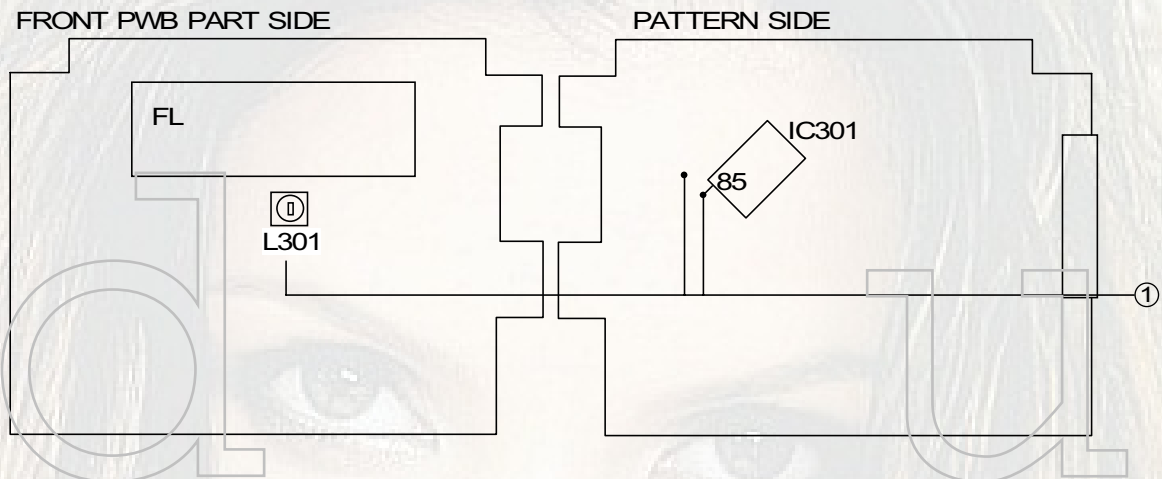 FRONT PWB PART SIDE
PATTERN SIDE
FL
IC301
85
L301
1
d
u